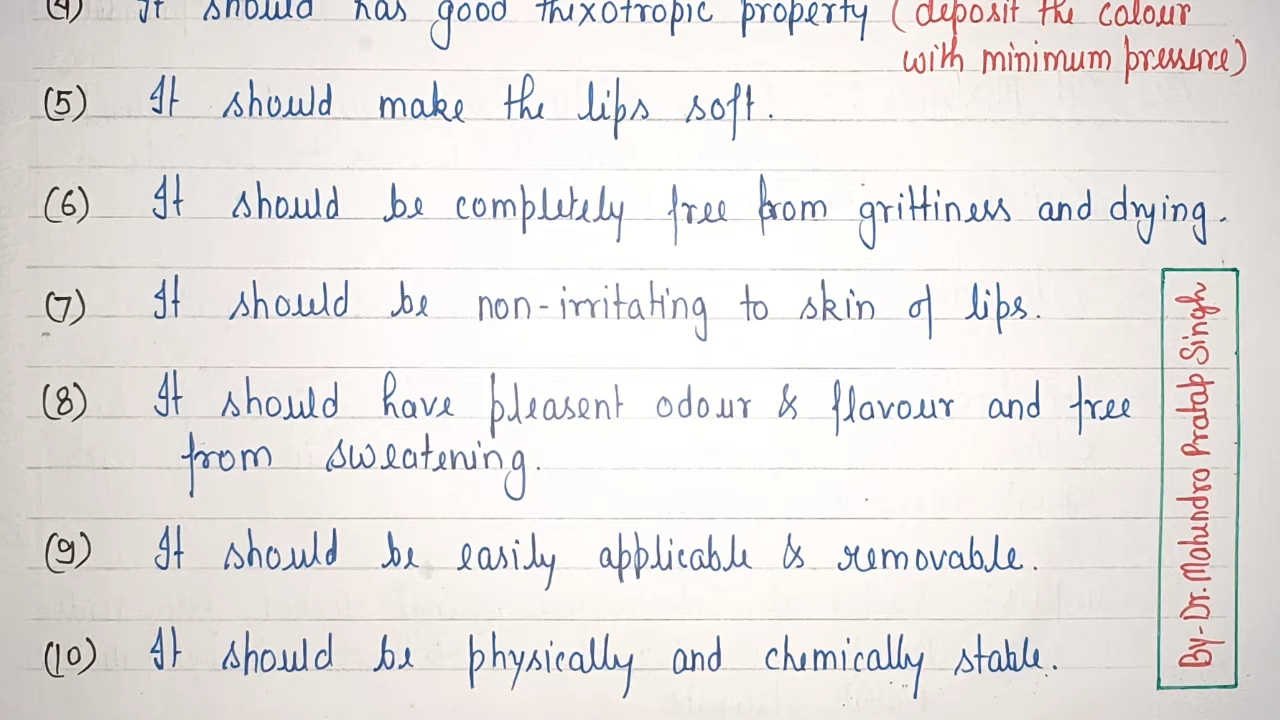 (4) It should has good thixotropic property (deposit the colour
with minimum pressure)
(5) It should make the lips soft.
(6) It should be completely free from grittiness and drying.
(7) It should be non-irritating to skin of lips.
(8) It should have pleasent odour & flavour and free
from sweatening.
(9) It should be easily applicable & removable.
(10) It should be physically and chemically stable.
By-Dr. Mahendra Pratap Singh